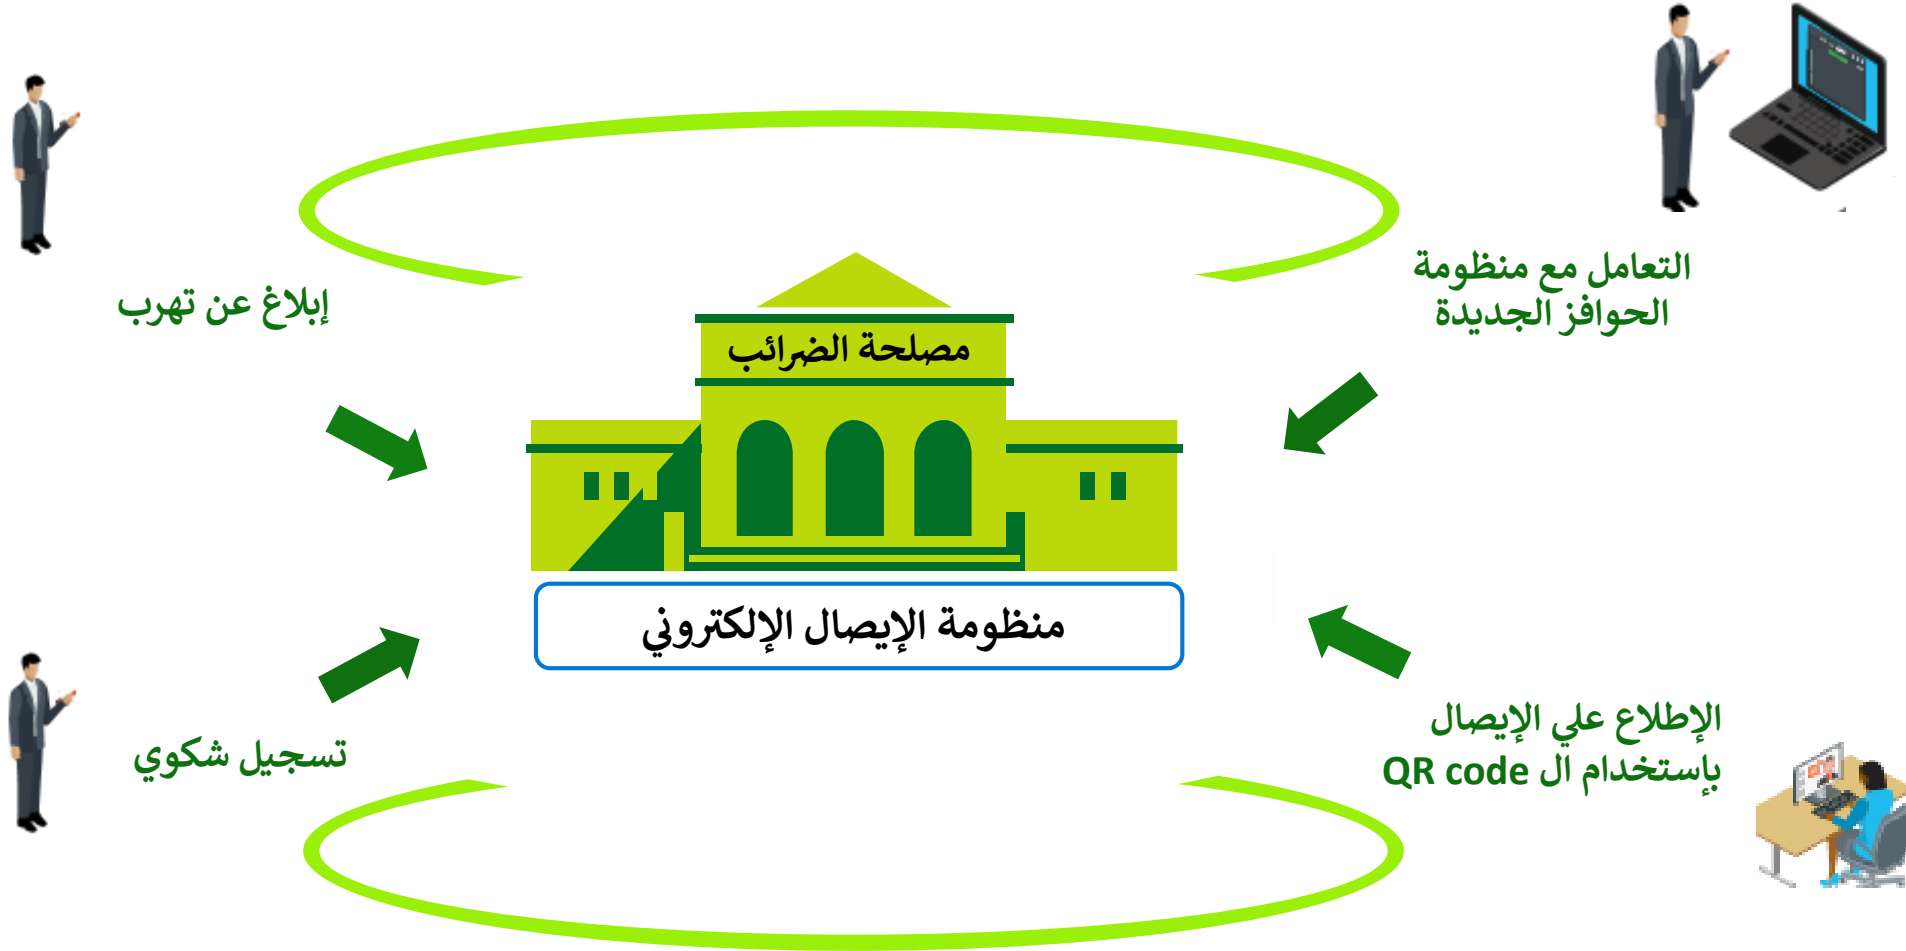 التعامل مع منظومة
الحوافز الجديدة
إبلاغ عن تهرب
مصلحة الضرائب
منظومة الإيصال الإلكتروني
الإطلاع علي الإيصال
بإستخدام ال QR code
تسجيل شكوي